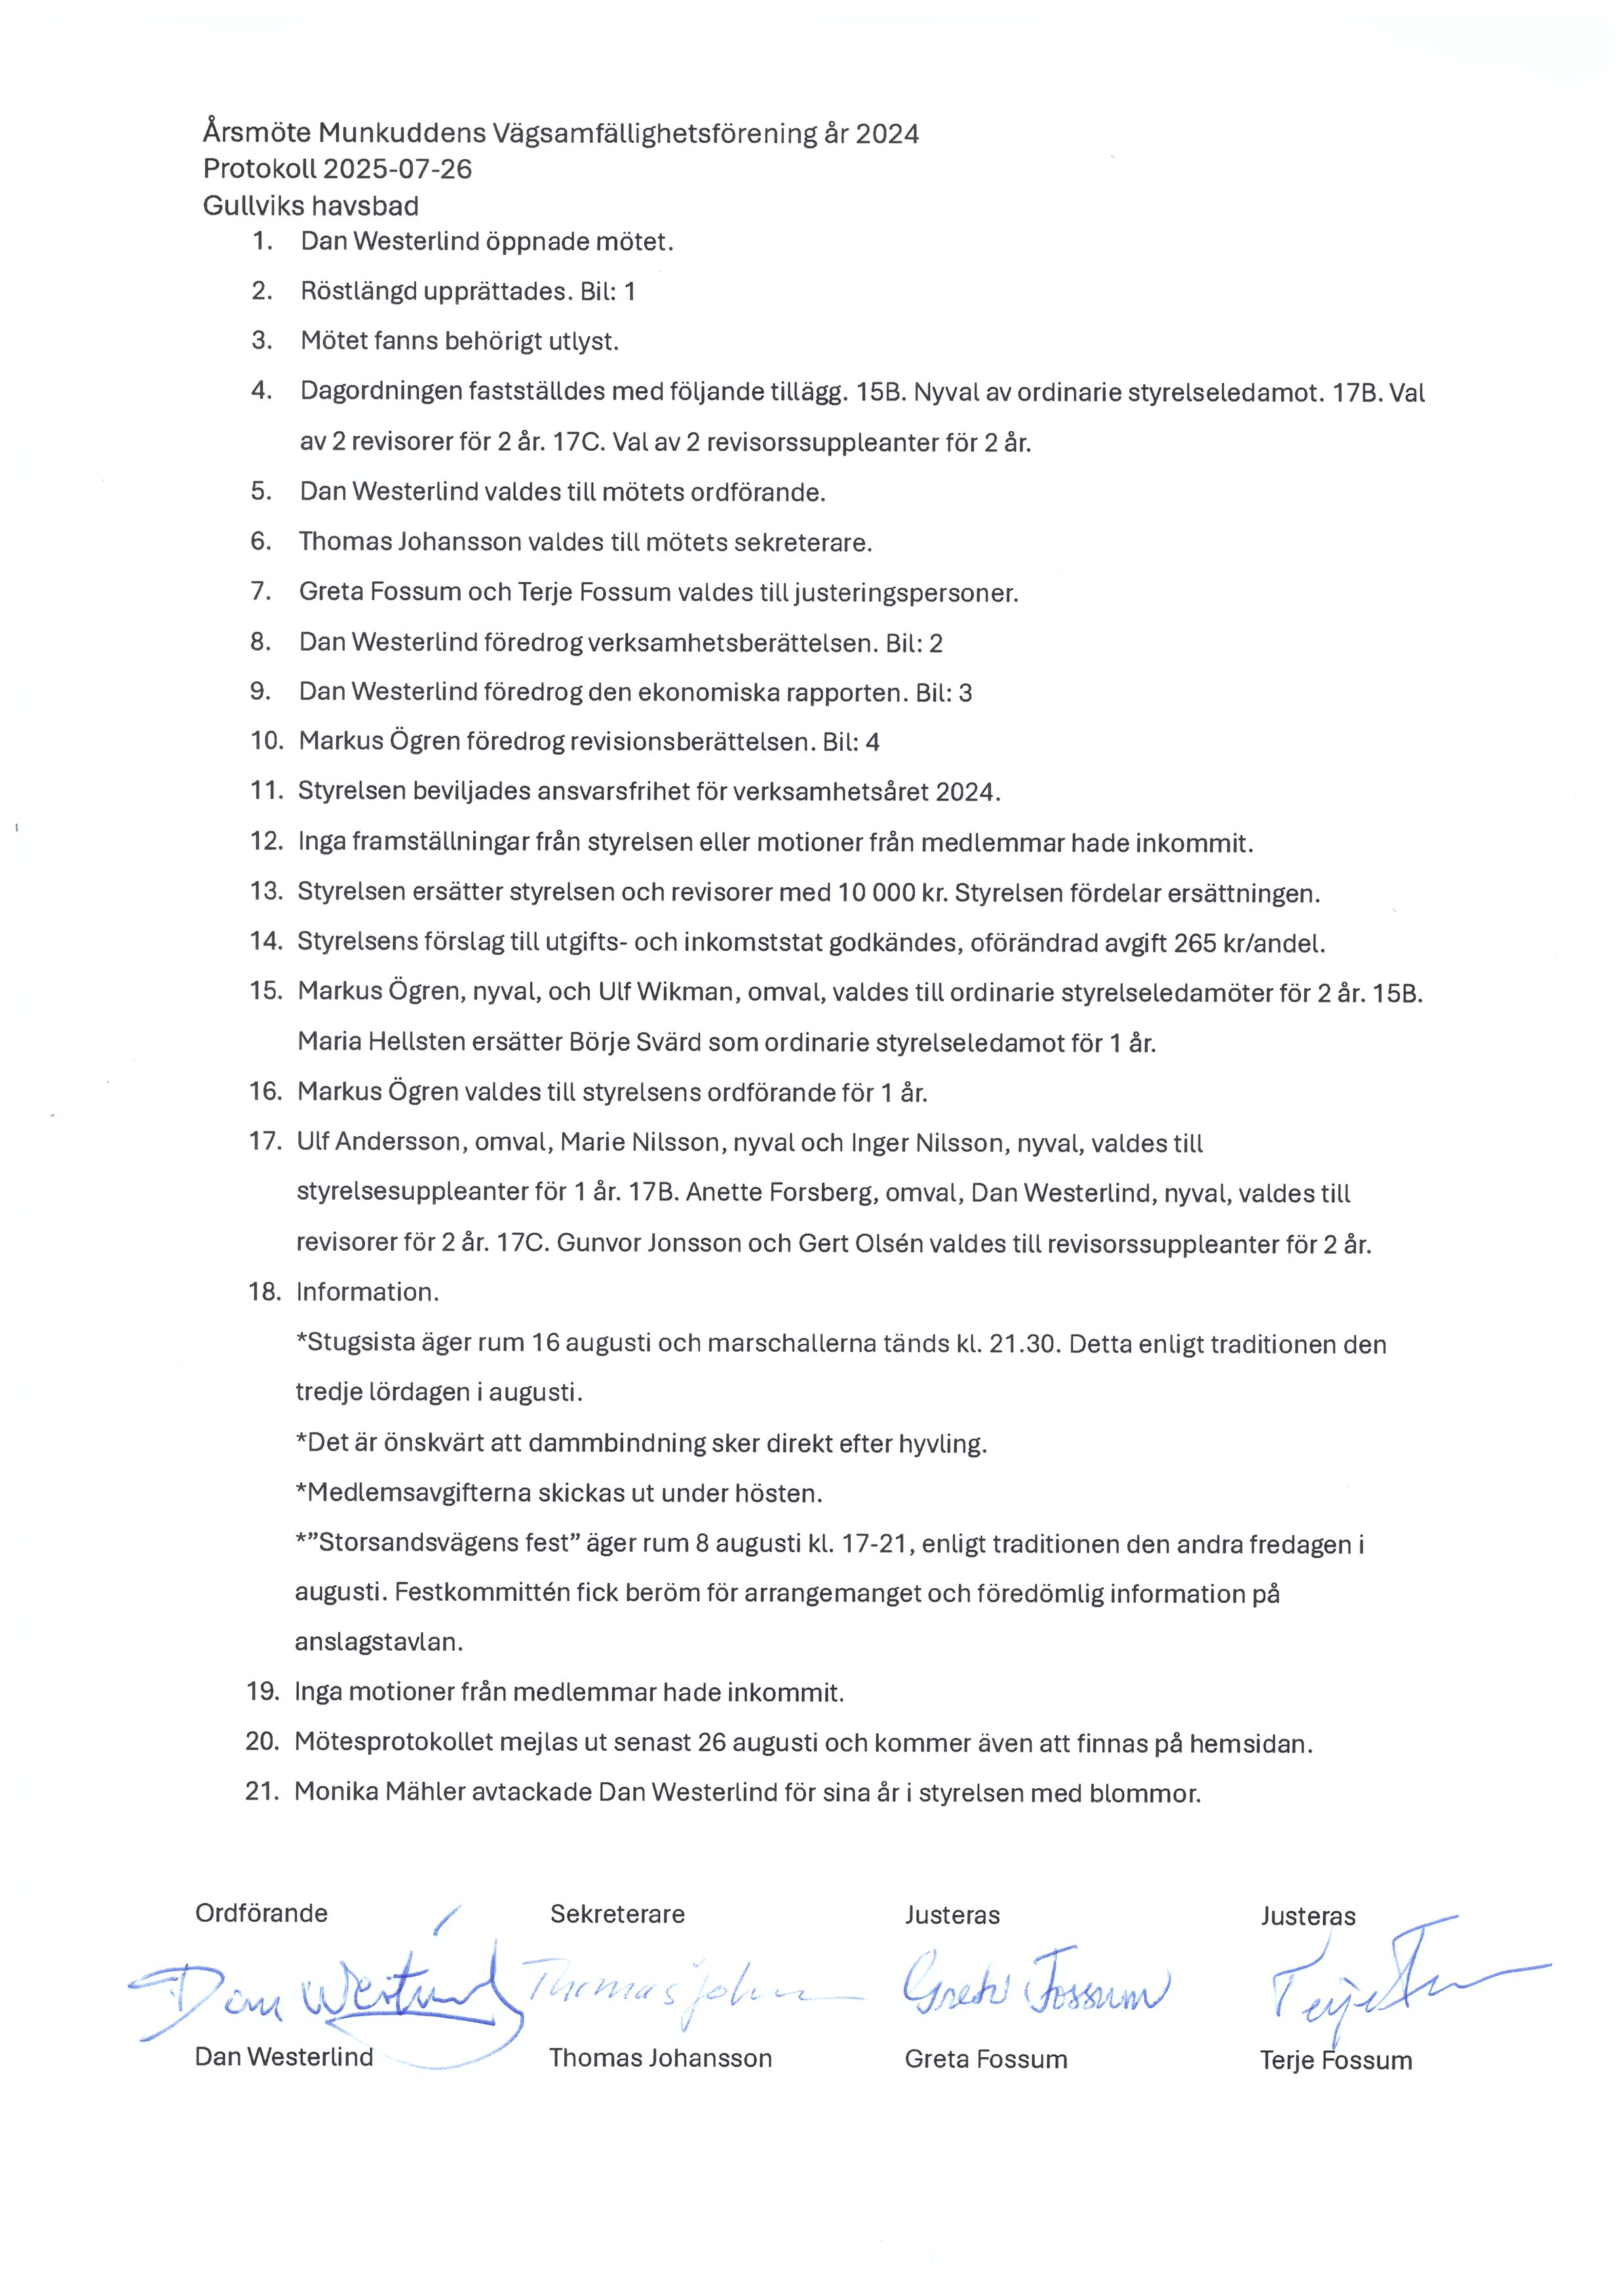 Årsmöte Munkuddens Vägsamfällighetsförening år 2024
Protokoll 2025-07-26
Gullviks havsbad
1. Dan Westerlind öppnade mötet.
2. Röstlängd upprättades. Bil: 1
3. Mötet fanns behörigt utlyst.
4. Dagordningen fastställdes med följande tillägg. 15B. Nyval av ordinarie styrelseledamot. 17B. Val
av 2 revisorer för 2 år. 17C. Val av 2 revisorssuppleanter för 2 år.
5. Dan Westerlind valdes till mötets ordförande.
6. Thomas Johansson valdes till mötets sekreterare.
7. Greta Fossum och Terje Fossum valdes till justeringspersoner.
8. Dan Westerlind föredrog verksamhetsberättelsen. Bil: 2
9. Dan Westerlind föredrog den ekonomiska rapporten. Bil: 3
10. Markus Ögren föredrog revisionsberättelsen. Bil: 4
11. Styrelsen beviljades ansvarsfrihet för verksamhetsåret 2024.
12. Inga framställningar från styrelsen eller motioner från medlemmar hade inkommit.
13. Styrelsen ersätter styrelsen och revisorer med 10 000 kr. Styrelsen fördelar ersättningen.
14. Styrelsens förslag till utgifts- och inkomststat godkändes, oförändrad avgift 265 kr/andel.
15. Markus Ögren, nyval, och Ulf Wikman, omval, valdes till ordinarie styrelseledamöter för 2 år. 15B.
Maria Hellsten ersätter Börje Svärd som ordinarie styrelseledamot för 1 år.
16. Markus Ögren valdes till styrelsens ordförande för 1 år.
17. Ulf Andersson, omval, Marie Nilsson, nyval och Inger Nilsson, nyval, valdes till
styrelsesuppleanter för 1 år. 17B. Anette Forsberg, omval, Dan Westerlind, nyval, valdes till
revisorer för 2 år. 17C. Gunvor Jonsson och Gert Olsén valdes till revisorssuppleanter för 2 år.
18. Information.
*Stugsista äger rum 16 augusti och marschallerna tänds kl. 21.30. Detta enligt traditionen den
tredje lördagen i augusti.
*Det är önskvärt att dammbindning sker direkt efter hyvling.
*Medlemsavgifterna skickas ut under hösten.
*”Storsandsvägens fest” äger rum 8 augusti kl. 17-21, enligt traditionen den andra fredagen i
augusti. Festkommittén fick beröm för arrangemanget och föredömlig information på
anslagstavlan.
19. Inga motioner från medlemmar hade inkommit.
20. Mötesprotokollet mejlas ut senast 26 augusti och kommer även att finnas på hemsidan.
21. Monika Mähler avtackade Dan Westerlind för sina år i styrelsen med blommor.
Ordförande Sekreterare Justeras Justeras
Dan Westerlind Thomas Greta Fossum Terje
Dan Westerlind Thomas Johansson Greta Fossum Terje Fossum